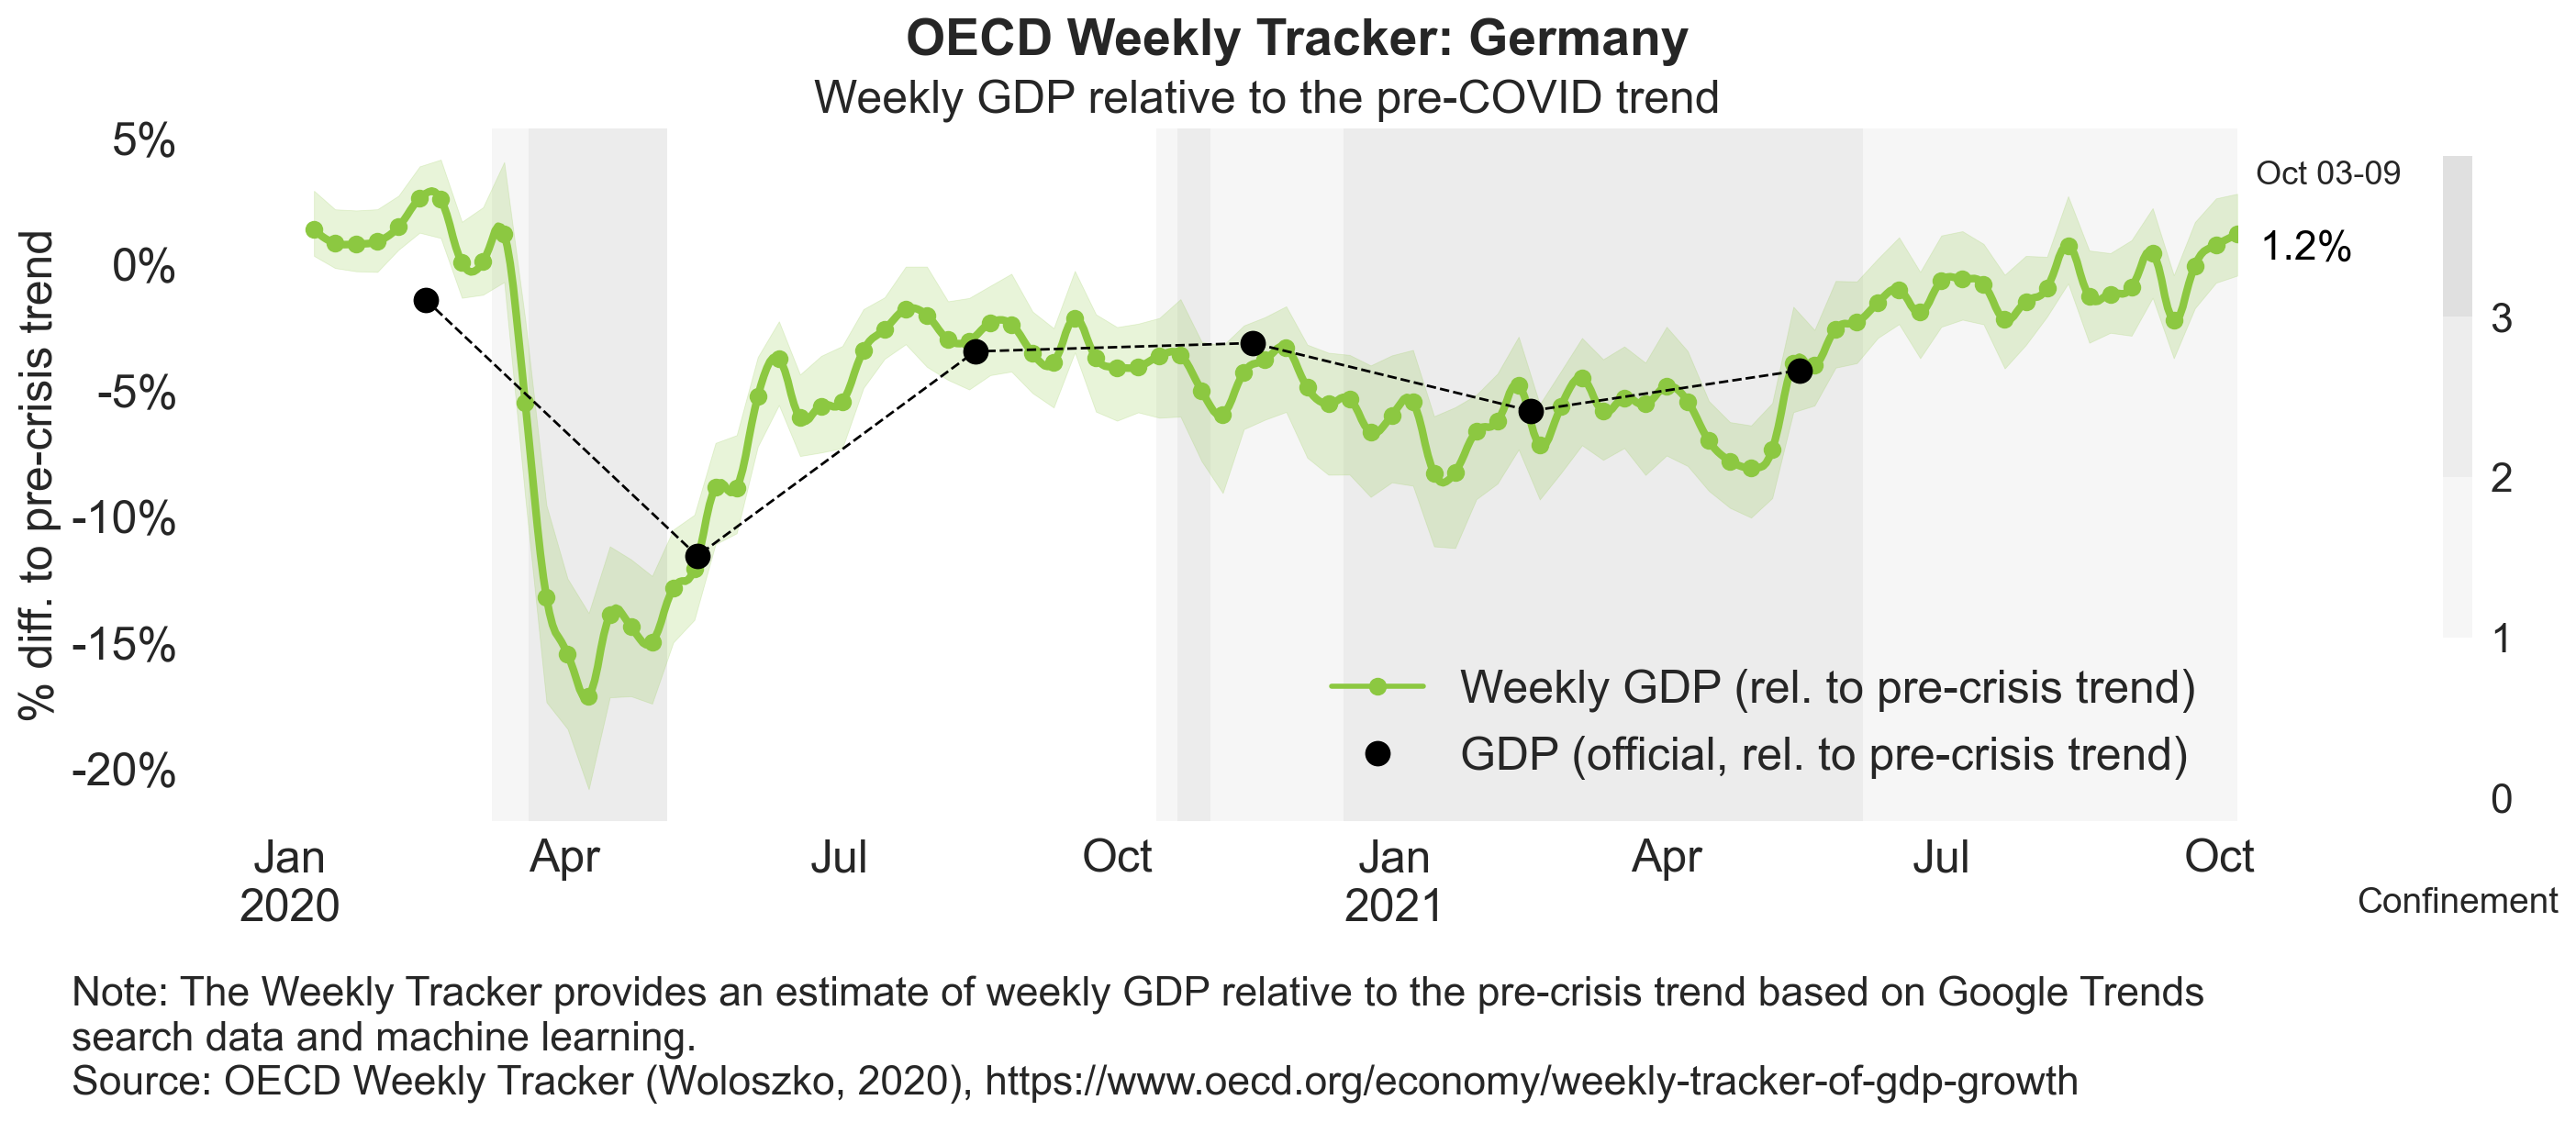 OECD Weekly Tracker: Germany
Weekly GDP relative to the pre-COVID trend
% diff. to pre-crisis trend
5%
0%
-5%
-10%
-15%
-20%
Oct 03-09
1.2%
3
2
1
0
Weekly GDP (rel. to pre-crisis trend)
GDP (official, rel. to pre-crisis trend)
Jan
2020
Apr
Jul
Oct
Jan
2021
Apr
Jul
Oct
Confinement
Note: The Weekly Tracker provides an estimate of weekly GDP relative to the pre-crisis trend based on Google Trends
search data and machine learning.
Source: OECD Weekly Tracker (Woloszko, 2020), https://www.oecd.org/economy/weekly-tracker-of-gdp-growth